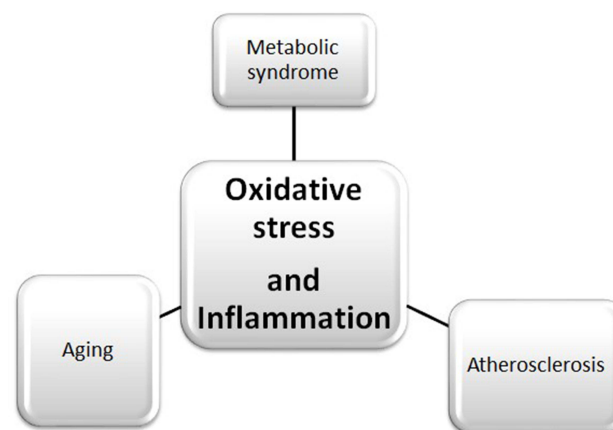 Metabolic
syndrome
Oxidative
stress
and
Inflammation
Aging
Atherosclerosis